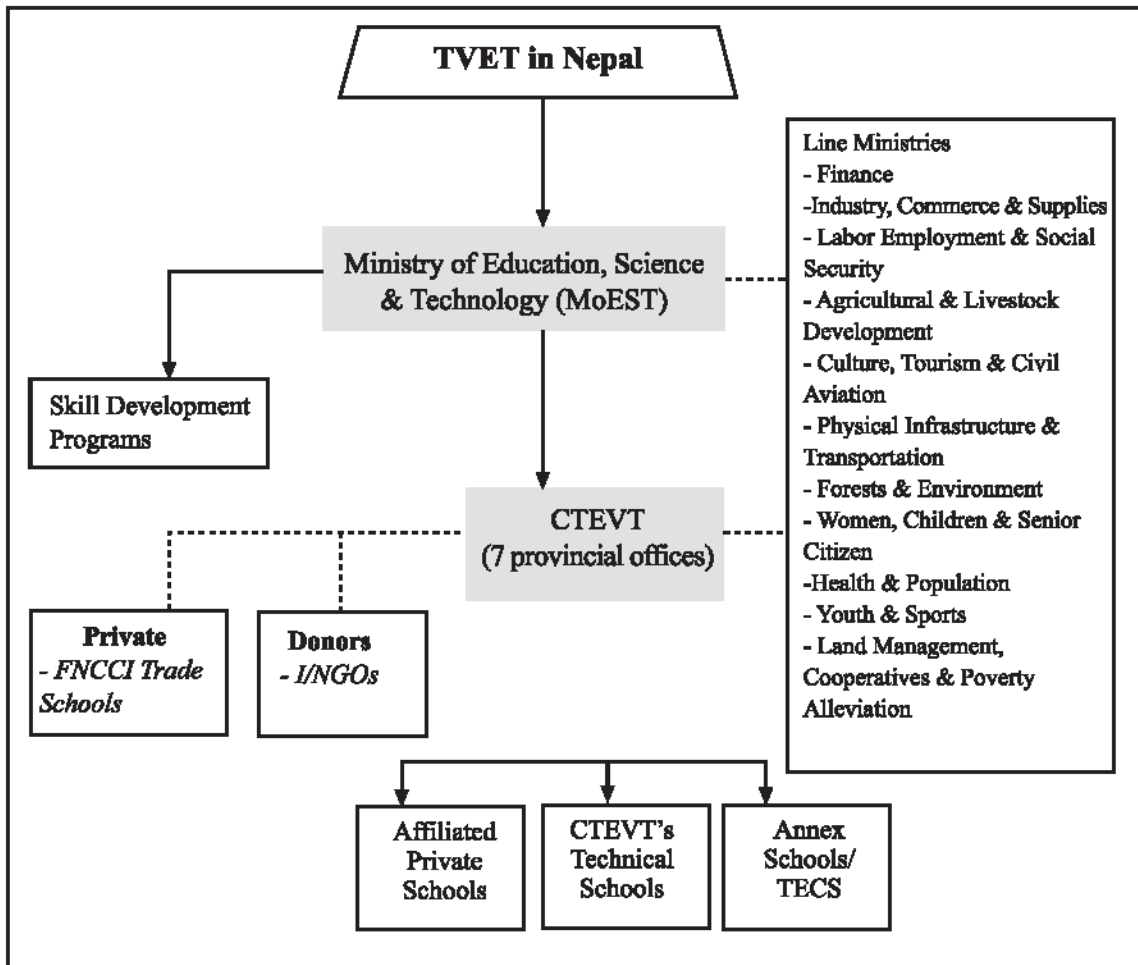 TVET in Nepal
Ministry of Education, Science
& Technology (MoEST)
Skill Development
Programs
CTEVT
(7 provincial offices)
Private
- FNCCI Trade
Schools
Donors
- I/NGOs
Line Ministries
- Finance
-Industry, Commerce & Supplies
- Labor Employment & Social
Security
- Agricultural & Livestock
Development
- Culture, Tourism & Civil
Aviation
- Physical Infrastructure &
Transportation
- Forests & Environment
- Women, Children & Senior
Citizen
-Health & Population
- Youth & Sports
- Land Management,
Cooperatives & Poverty
Alleviation
Affiliated
Private
Schools
CTEVT's
Technical
Schools
Annex
Schools/
TECS